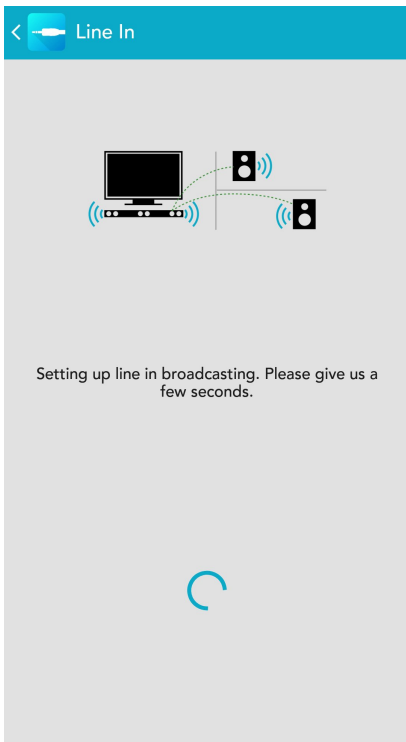 Line In
Setting up line in broadcasting. Please give us a
few seconds.